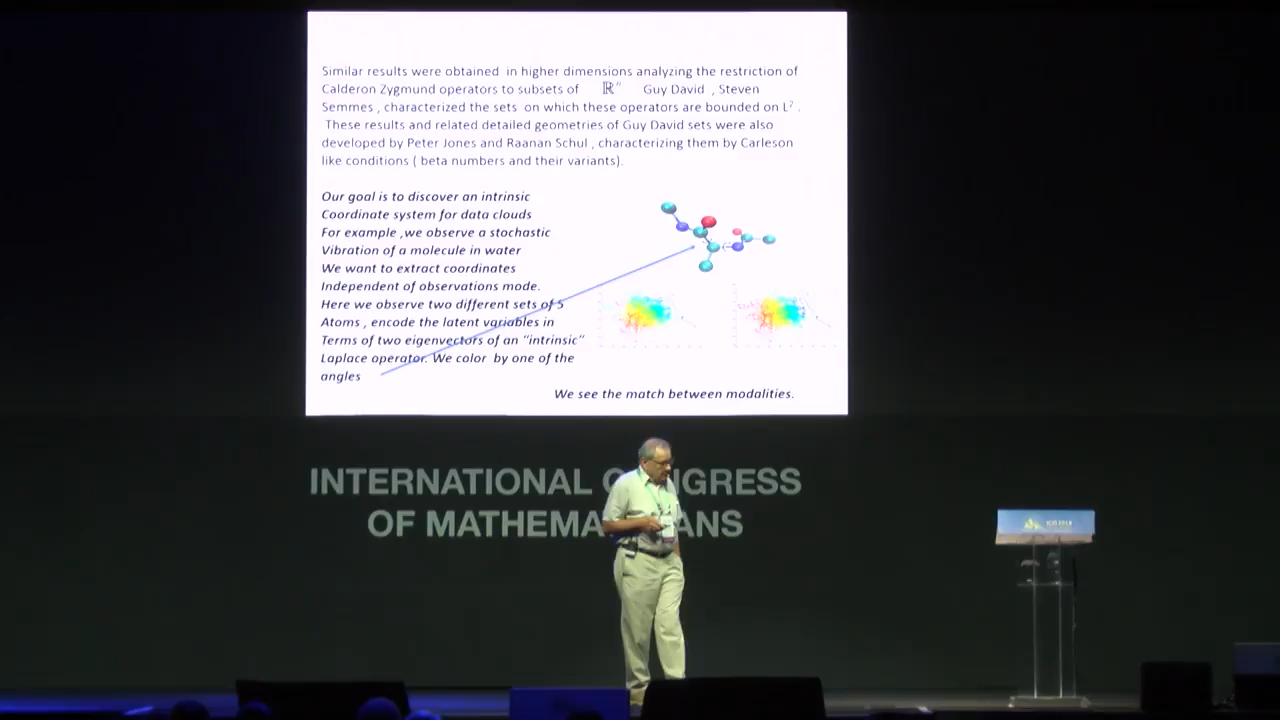 Similar results were obtained in higher dimensions analyzing the restriction of
Calderon Zygmund operators to subsets of ℝⁿ Guy David , Steven
Semmes , characterized the sets on which these operators are bounded on L² .
These results and related detailed geometries of Guy David sets were also
developed by Peter Jones and Raanan Schul , characterizing them by Carleson
like conditions ( beta numbers and their variants).
Our goal is to discover an intrinsic
Coordinate system for data clouds
For example ,we observe a stochastic
Vibration of a molecule in water
We want to extract coordinates
Independent of observations mode.
Here we observe two different sets of 5
Atoms , encode the latent variables in
Terms of two eigenvectors of an “intrinsic”
Laplace operator. We color by one of the
angles
We see the match between modalities.
INTERNATIONAL C NGRESS
OF MATHEMA ANS